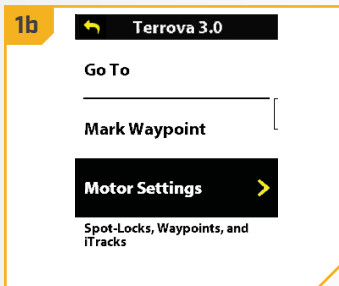 1b
Terrova 3.0
Go To
Mark Waypoint
Motor Settings
Spot-Locks, Waypoints, and
iTracks